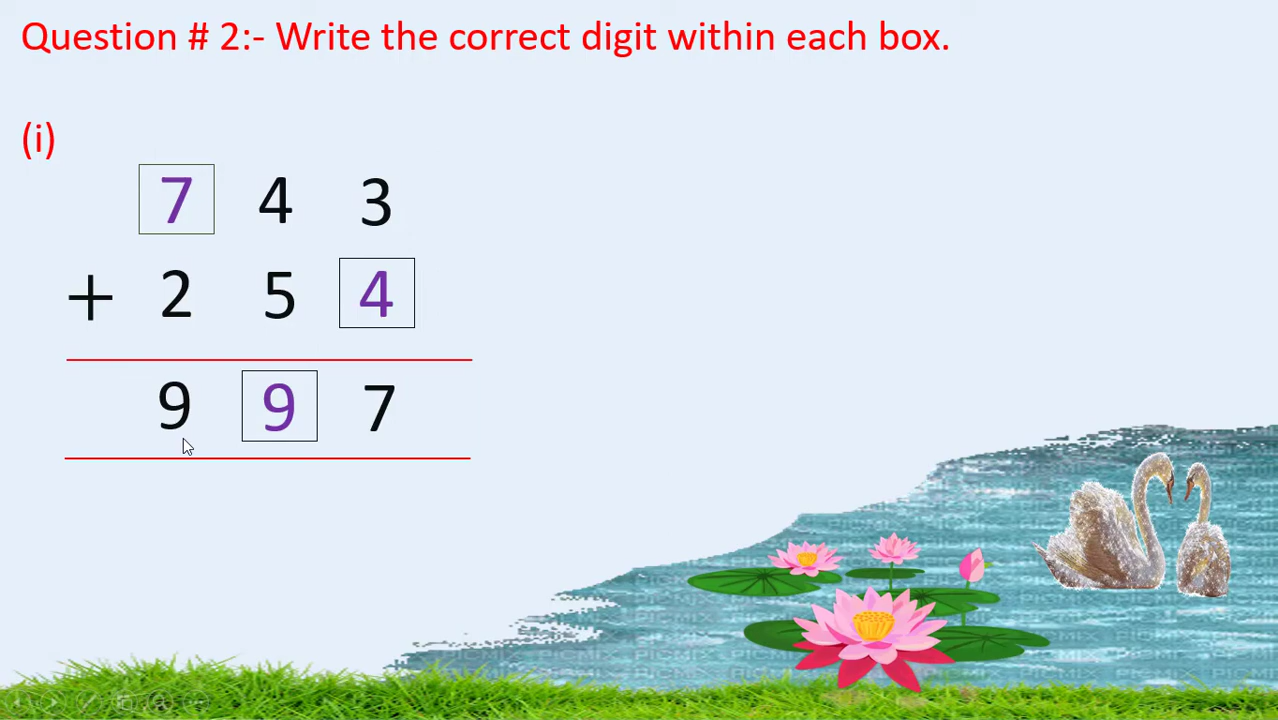 Question # 2:- Write the correct digit within each box.
(i)
7 4 3
+ 2 5 4
9 9 7